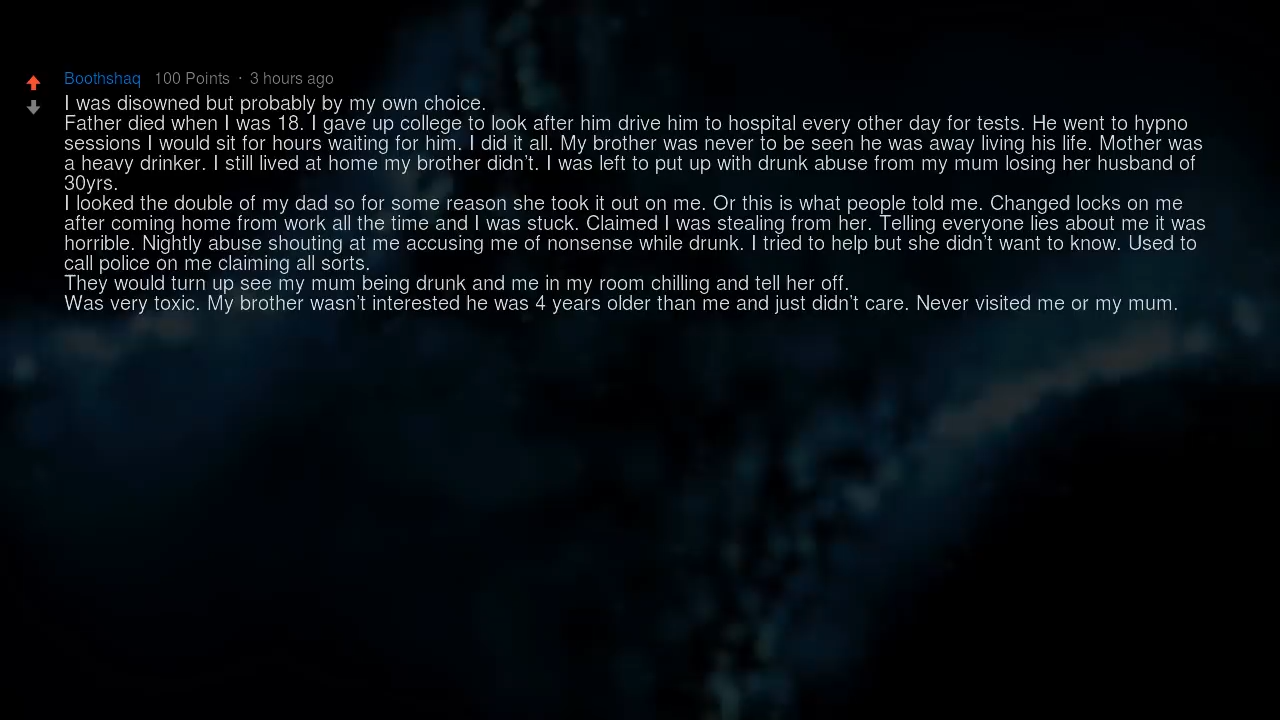 Boothshaq 100 Points · 3 hours ago
I was disowned but probably by my own choice.
Father died when I was 18. I gave up college to look after him drive him to hospital every other day for tests. He went to hypno
sessions I would sit for hours waiting for him. I did it all. My brother was never to be seen he was away living his life. Mother was
a heavy drinker. I still lived at home my brother didn't. I was left to put up with drunk abuse from my mum losing her husband of
30yrs.
I looked the double of my dad so for some reason she took it out on me. Or this is what people told me. Changed locks on me
after coming home from work all the time and I was stuck. Claimed I was stealing from her. Telling everyone lies about me it was
horrible. Nightly abuse shouting at me accusing me of nonsense while drunk. I tried to help but she didn't want to know. Used to
call police on me claiming all sorts.
They would turn up see my mum being drunk and me in my room chilling and tell her off.
Was very toxic. My brother wasn't interested he was 4 years older than me and just didn't care. Never visited me or my mum.